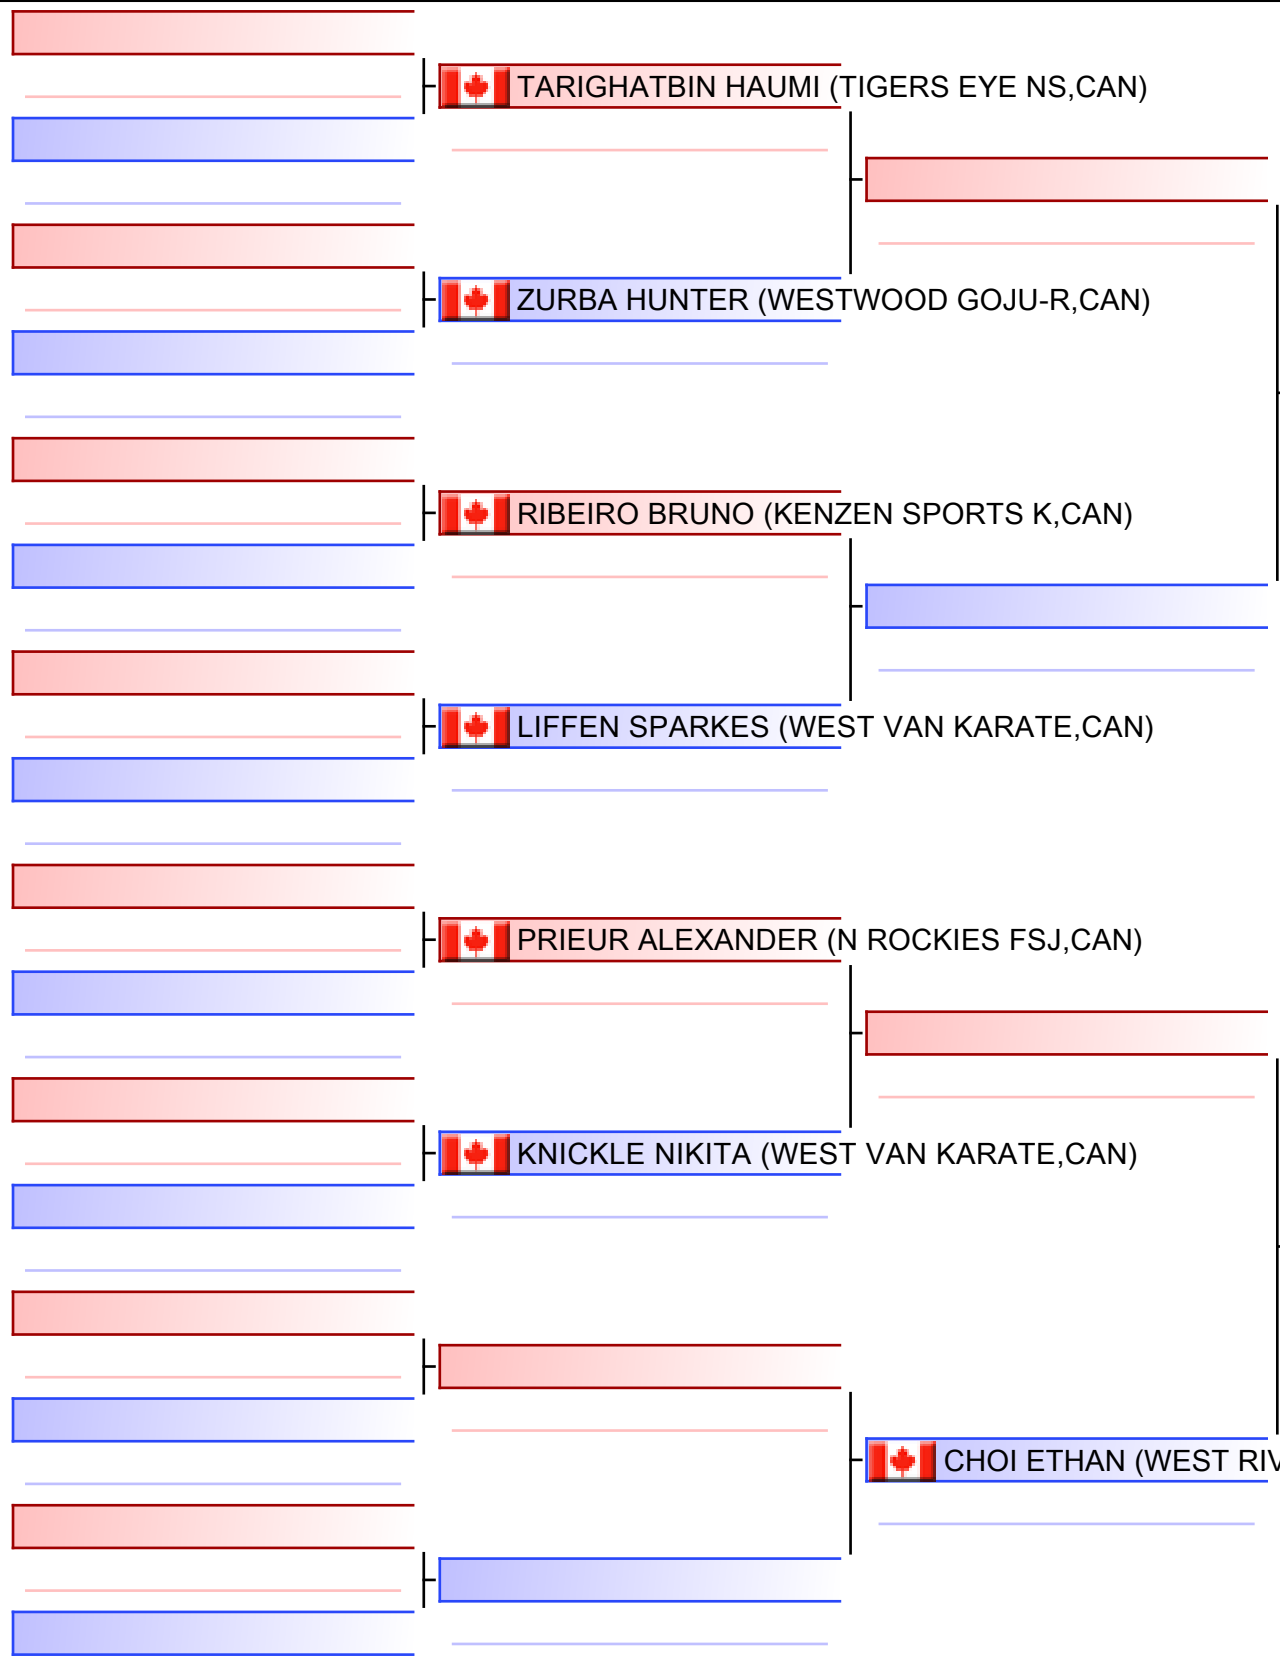 TARIGHATBIN HAUMI (TIGERS EYE NS,CAN)
ZURBA HUNTER (WESTWOOD GOJU-R,CAN)
RIBEIRO BRUNO (KENZEN SPORTS K,CAN)
LIFFEN SPARKES (WEST VAN KARATE,CAN)
PRIEUR ALEXANDER (N ROCKIES FSJ,CAN)
KNICKLE NIKITA (WEST VAN KARATE,CAN)
CHOI ETHAN (WEST RIV